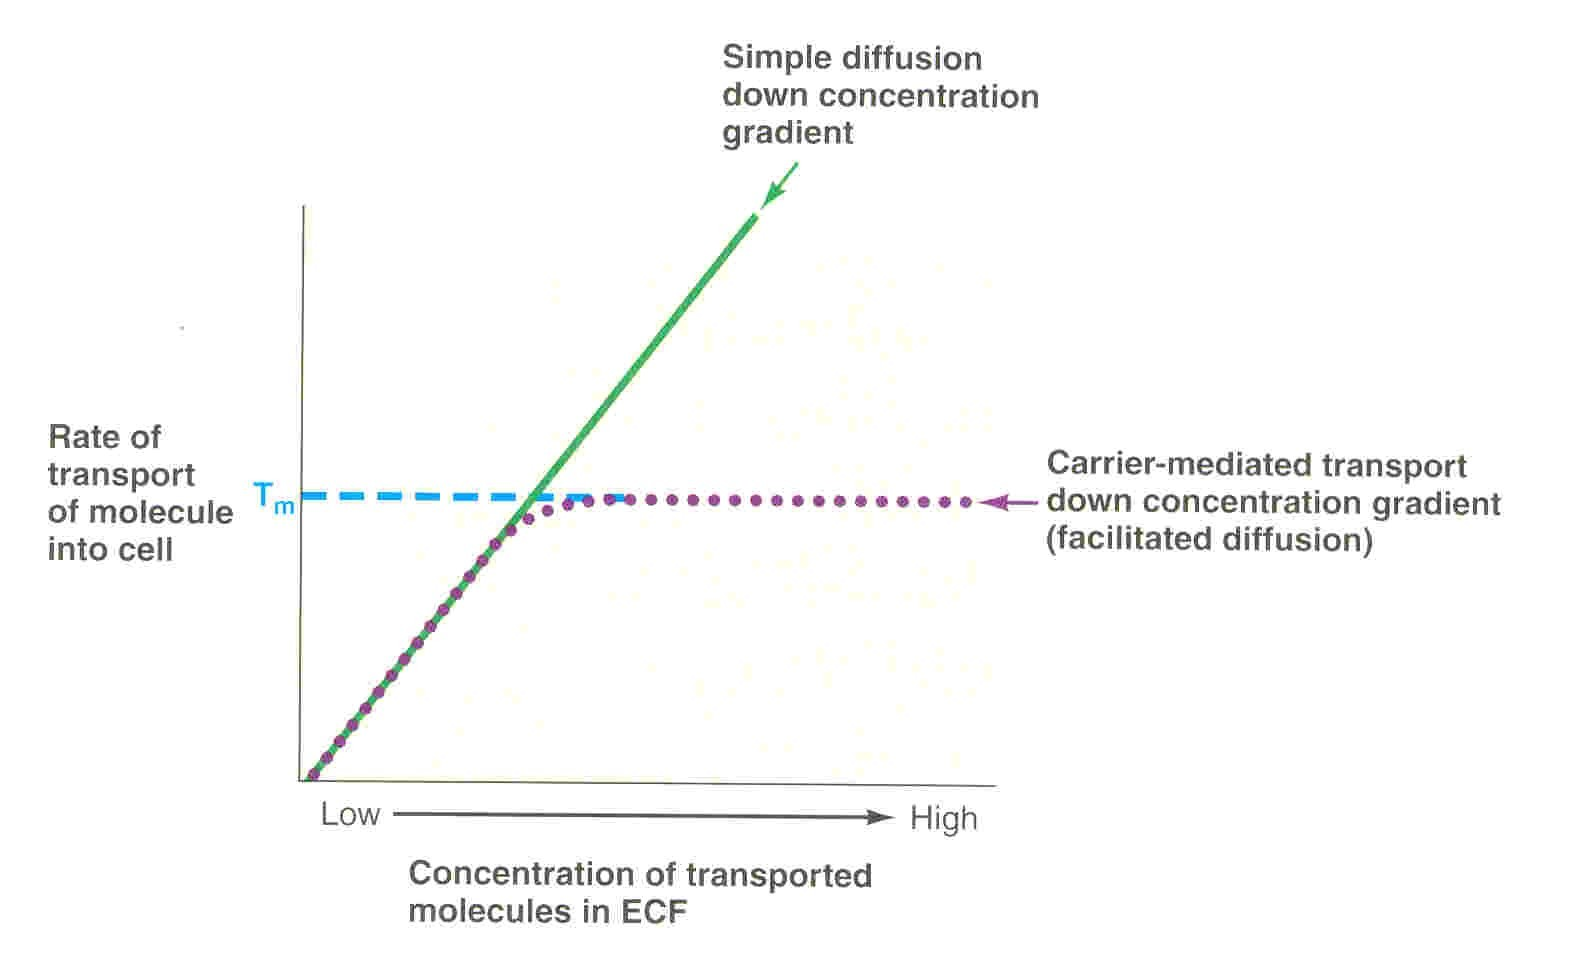 Simple diffusion
down concentration
gradient
Rate of
transport
of molecule
into cell
Tm
Carrier-mediated transport
down concentration gradient
(facilitated diffusion)
Low
High
Concentration of transported
molecules in ECF